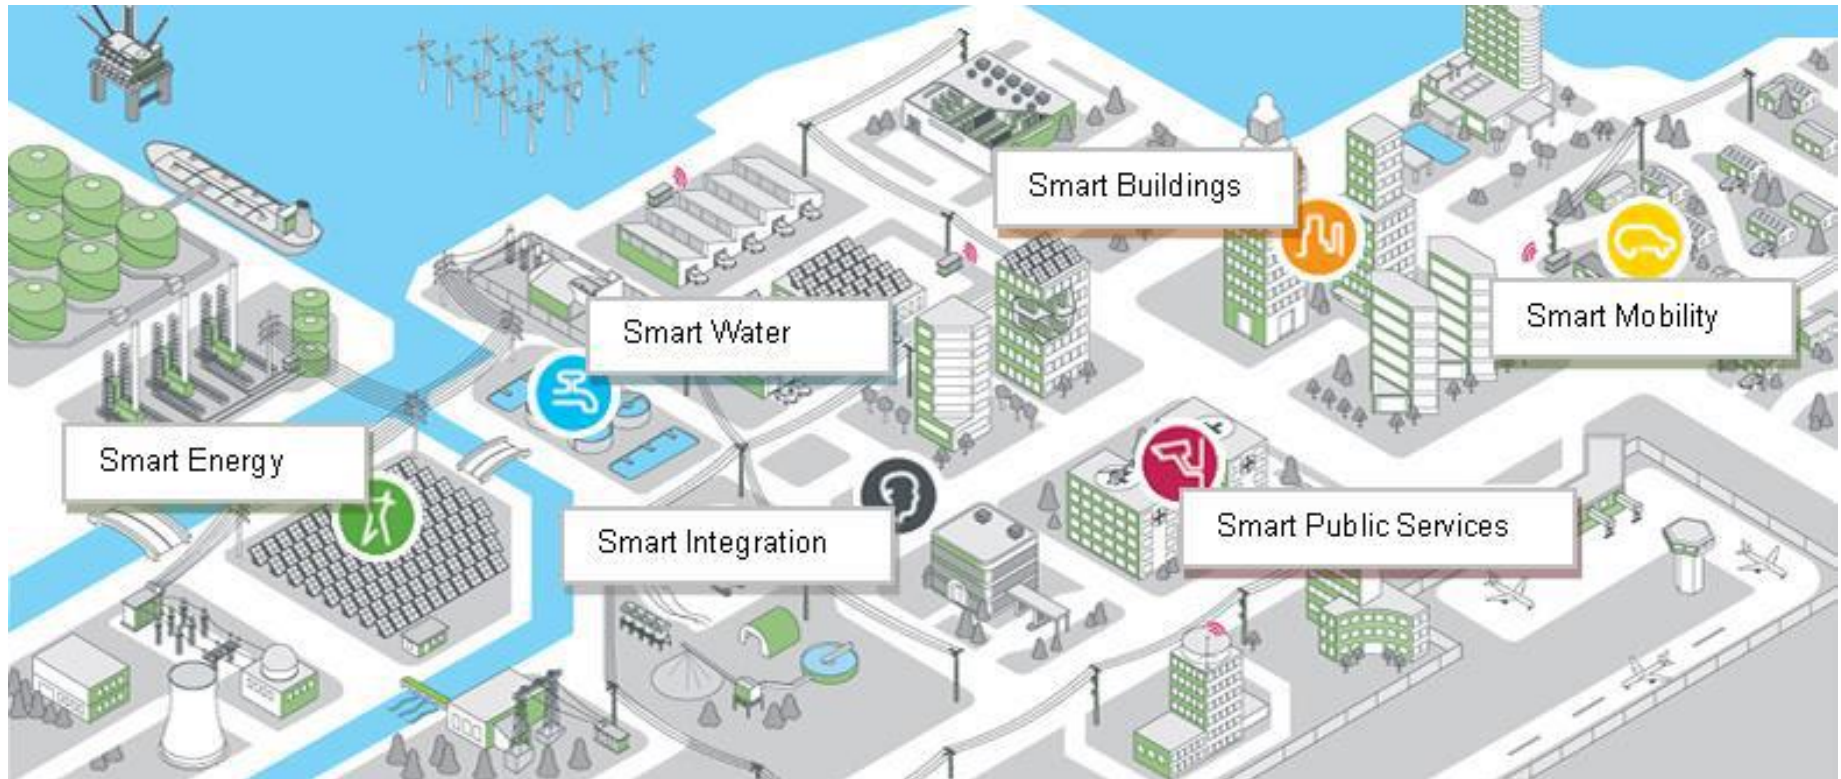 Smart Buildings
Smart Mobility
Smart Water
Smart Energy
Smart Integration
Smart Public Services